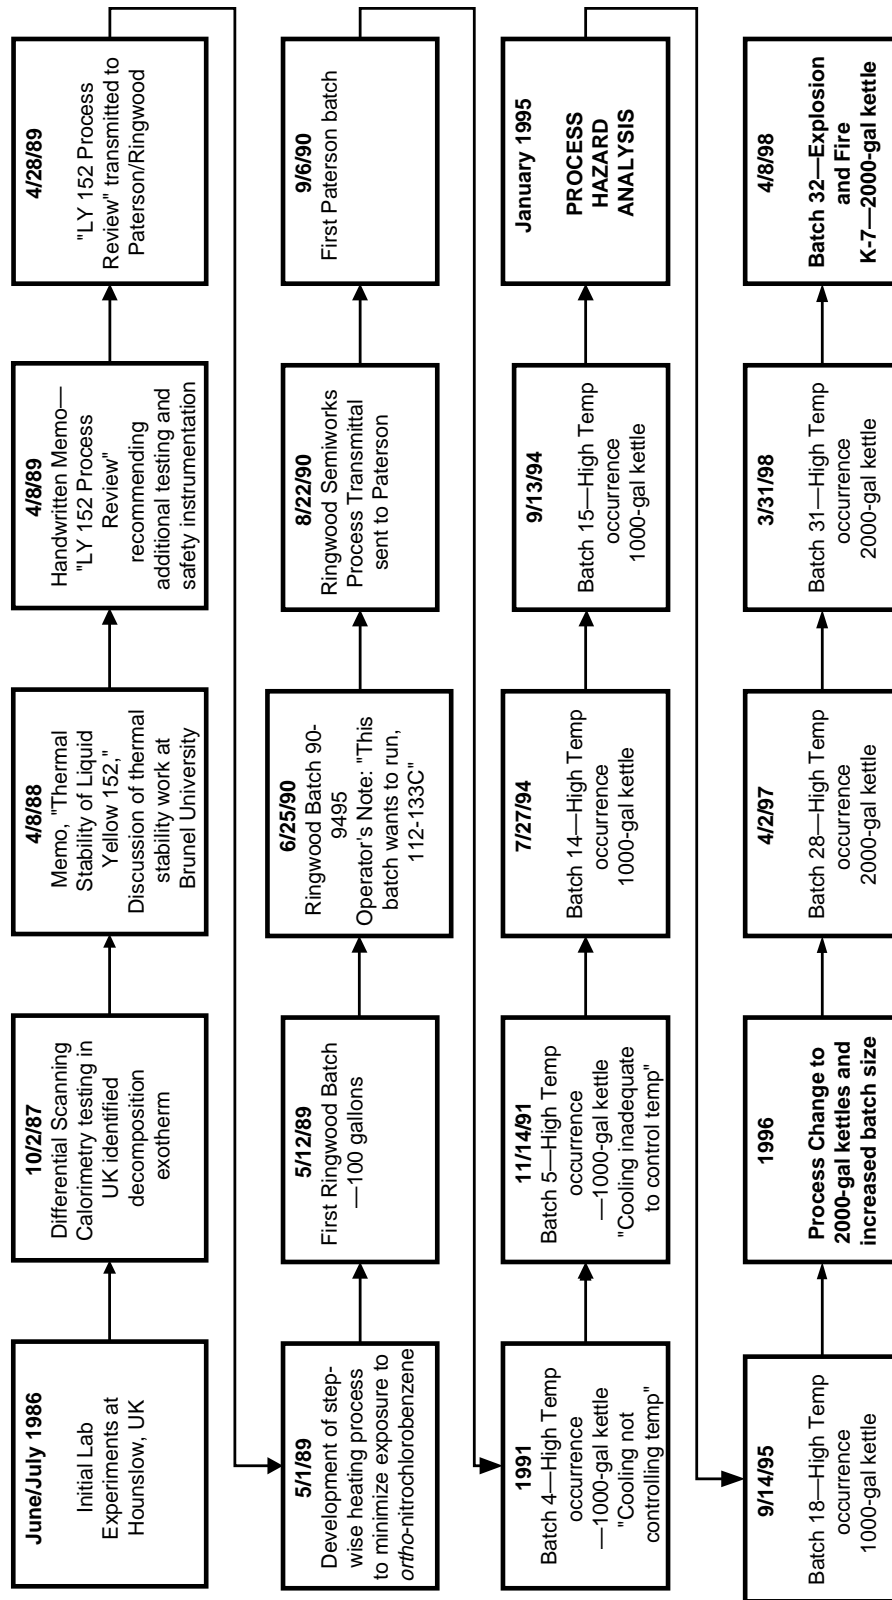 June/July 1986
Initial Lab
Experiments at
Hounslow, UK
10/2/87
Differential Scanning
Calorimetry testing in
UK identified
decomposition
exotherm
4/8/88
Memo, "Thermal
Stability of Liquid
Yellow 152,"
Discussion of thermal
stability work at
Brunel University
4/8/89
Handwritten Memo—
"LY 152 Process
Review"
recommending
additional testing and
safety instrumentation
4/28/89
"LY 152 Process
Review" transmitted to
Paterson/Ringwood
5/1/89
Development of step-
wise heating process
to minimize exposure to
ortho-nitrochlorobenzene
5/12/89
First Ringwood Batch
—100 gallons
6/25/90
Ringwood Batch 90-
9495
Operator's Note: "This
batch wants to run,
112-133C"
8/22/90
Ringwood Semiworks
Process Transmittal
sent to Paterson
9/6/90
First Paterson batch
1991
Batch 4—High Temp
occurrence
—1000-gal kettle
"Cooling not
controlling temp"
11/14/91
Batch 5—High Temp
occurrence
—1000-gal kettle
"Cooling inadequate
to control temp"
7/27/94
Batch 14—High Temp
occurrence
1000-gal kettle
9/13/94
Batch 15—High Temp
occurrence
1000-gal kettle
January 1995
PROCESS
HAZARD
ANALYSIS
9/14/95
Batch 18—High Temp
occurrence
1000-gal kettle
1996
Process Change to
2000-gal kettles and
increased batch size
4/2/97
Batch 28—High Temp
occurrence
2000-gal kettle
3/31/98
Batch 31—High Temp
occurrence
2000-gal kettle
4/8/98
Batch 32—Explosion
and Fire
K-7—2000-gal kettle